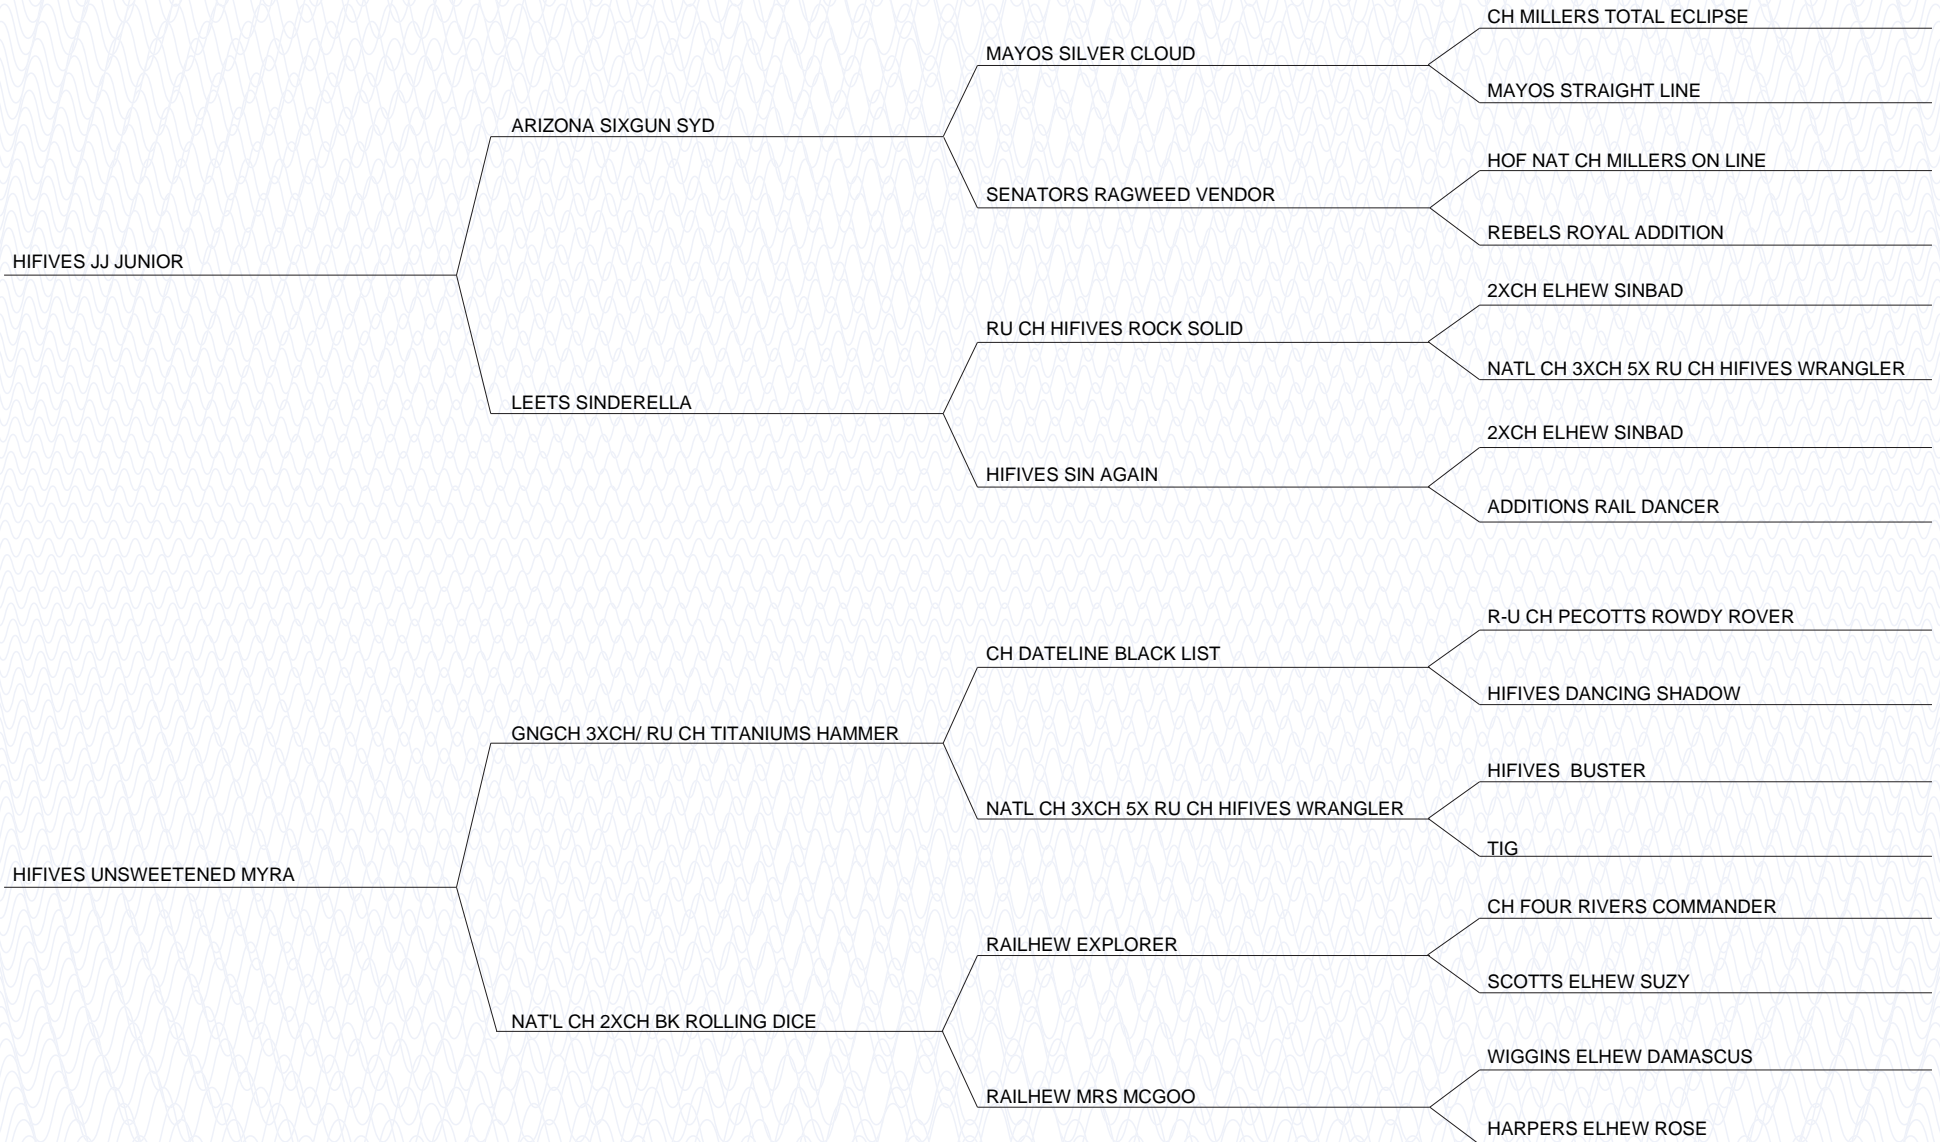 CH MILLERS TOTAL ECLIPSE
MAYOS SILVER CLOUD
MAYOS STRAIGHT LINE
ARIZONA SIXGUN SYD
HOF NAT CH MILLERS ON LINE
SENATORS RAGWEED VENDOR
REBELS ROYAL ADDITION
HIFIVES JJ JUNIOR
2XCH ELHEW SINBAD
RU CH HIFIVES ROCK SOLID
NATL CH 3XCH 5X RU CH HIFIVES WRANGLER
LEETS SINDERELLA
2XCH ELHEW SINBAD
HIFIVES SIN AGAIN
ADDITIONS RAIL DANCER
R-U CH PECOTTS ROWDY ROVER
CH DATELINE BLACK LIST
HIFIVES DANCING SHADOW
GNGCH 3XCH/ RU CH TITANIUMS HAMMER
HIFIVES  BUSTER
NATL CH 3XCH 5X RU CH HIFIVES WRANGLER
TIG
HIFIVES UNSWEETENED MYRA
CH FOUR RIVERS COMMANDER
RAILHEW EXPLORER
SCOTTS ELHEW SUZY
NAT'L CH 2XCH BK ROLLING DICE
WIGGINS ELHEW DAMASCUS
RAILHEW MRS MCGOO
HARPERS ELHEW ROSE